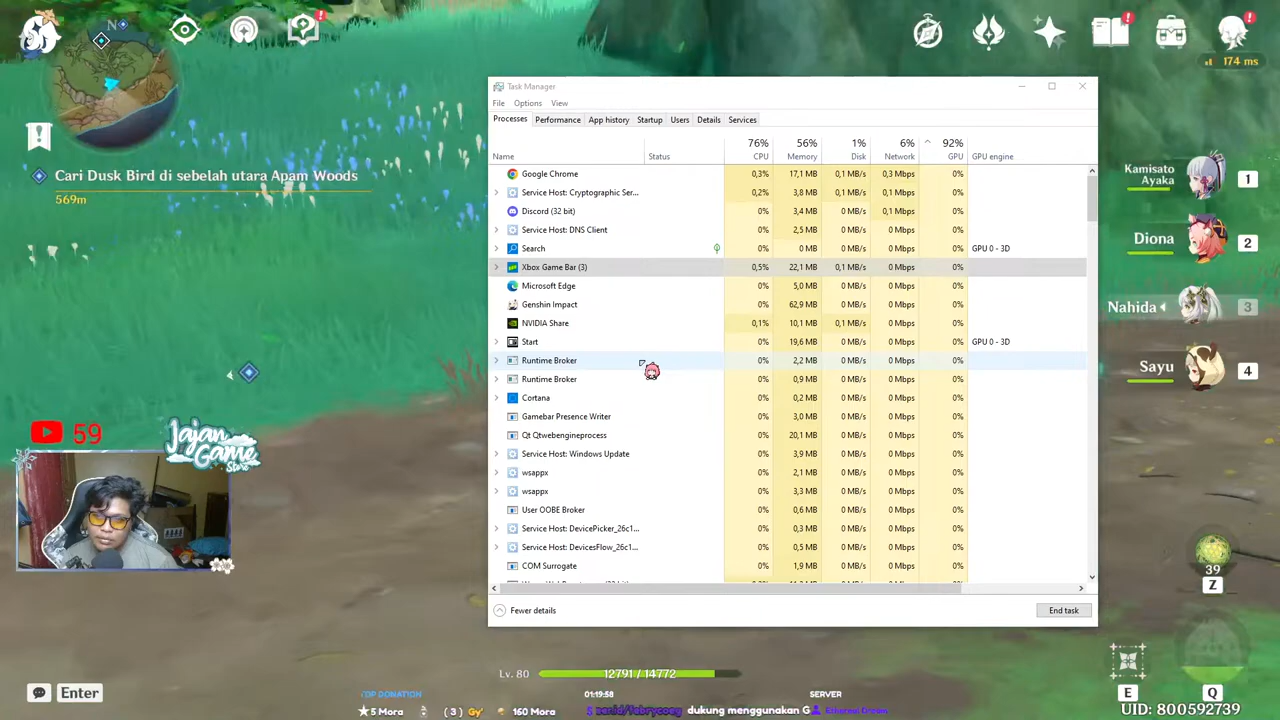 N
174 ms
Cari Dusk Bird di sebelah utara Apam Woods
569m
Task Manager
File Options View
Processes Performance App history Startup Users Details Services
76% 56% 1% 6% 92%
Name Status CPU Memory Disk Network GPU GPU engine
Google Chrome 0,3% 17,1 MB 0,1 MB/s 0,3 Mbps 0%
Service Host: Cryptographic Ser... 0,2% 3,8 MB 0,1 MB/s 0,1 Mbps 0%
Discord (32 bit) 0% 3,4 MB 0 MB/s 0,1 Mbps 0%
Service Host: DNS Client 0% 2,5 MB 0 MB/s 0 Mbps 0%
Search 0% 0 MB 0 MB/s 0 Mbps 0% GPU 0 - 3D
Xbox Game Bar (3) 0,5% 22,1 MB 0 MB/s 0 Mbps 0%
Microsoft Edge 0% 5,0 MB 0 MB/s 0 Mbps 0%
Genshin Impact 0% 62,9 MB 0 MB/s 0 Mbps 0%
NVIDIA Share 0,1% 10,1 MB 0,1 MB/s 0 Mbps 0%
Start 0% 19,6 MB 0 MB/s 0 Mbps 0% GPU 0 - 3D
Runtime Broker 0% 2,2 MB 0 MB/s 0 Mbps 0%
Runtime Broker 0% 0,9 MB 0 MB/s 0 Mbps 0%
Cortana 0% 0,2 MB 0 MB/s 0 Mbps 0%
Gamebar Presence Writer 0% 3,0 MB 0 MB/s 0 Mbps 0%
Qt Qtwebengineprocess 0% 20,1 MB 0 MB/s 0 Mbps 0%
Service Host: Windows Update 0% 3,9 MB 0 MB/s 0 Mbps 0%
wsappx 0% 2,1 MB 0 MB/s 0 Mbps 0%
wsappx 0% 3,3 MB 0 MB/s 0 Mbps 0%
User OOBE Broker 0% 0,6 MB 0 MB/s 0 Mbps 0%
Service Host: DevicePicker_26c1... 0% 0,3 MB 0 MB/s 0 Mbps 0%
Service Host: DevicesFlow_26c1... 0% 0,5 MB 0 MB/s 0 Mbps 0%
COM Surrogate 0% 1,9 MB 0 MB/s 0 Mbps 0%
Fewer details End task
Kamisato
Ayaka 1
Diona 2
Nahida 3
Sayu 4
39
Z
E Q
59
Jajan
Game
Store
Enter
Lv. 80 12791 / 14772
TOP DONATION 01:19:58 SERVER
5 Mora ( 3 ) Gy' 160 Mora dukung menggunakan G
UID: 800592739